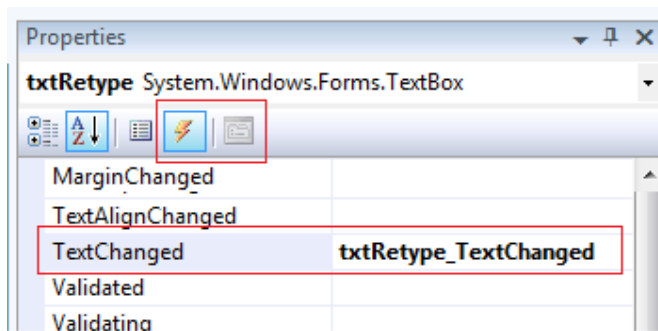 Properties
txtRetype System.Windows.Forms.TextBox
A
Z
MarginChanged
TextAlignChanged
TextChanged txtRetype_TextChanged
Validated
Validating